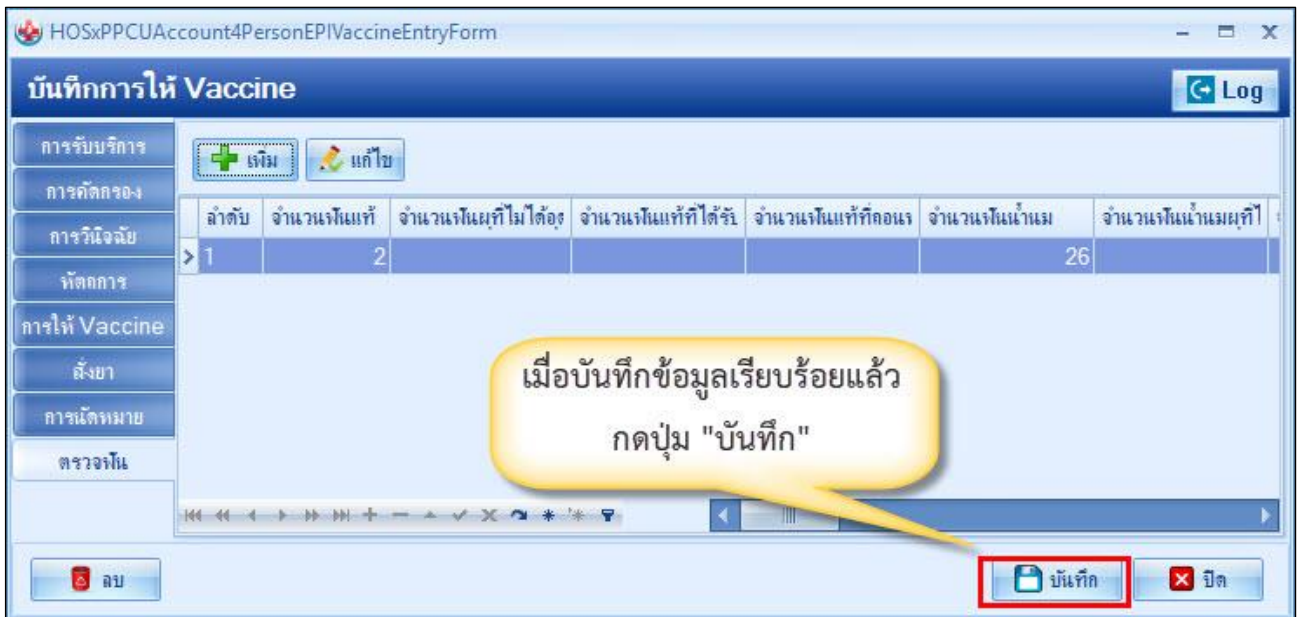 HOSxPPCUAccount4PersonEPIVaccineEntryForm
บันทึกการให้ Vaccine
Log
การรับบริการ
การคัดกรอง
การวินิจฉัย
หัตถการ
การให้ Vaccine
สั่งยา
การนัดหมาย
ตรวจฟัน
เพิ่ม แก้ไข
ลำดับ จำนวนฟันแท้ จำนวนฟันผุที่ไม่ได้อุด จำนวนฟันแท้ที่ได้รับ จำนวนฟันแท้ที่ถอน จำนวนฟันน้ำนม จำนวนฟันน้ำนมผุที่ไ
1 2 26
เมื่อบันทึกข้อมูลเรียบร้อยแล้ว
กดปุ่ม "บันทึก"
ลบ บันทึก ปิด